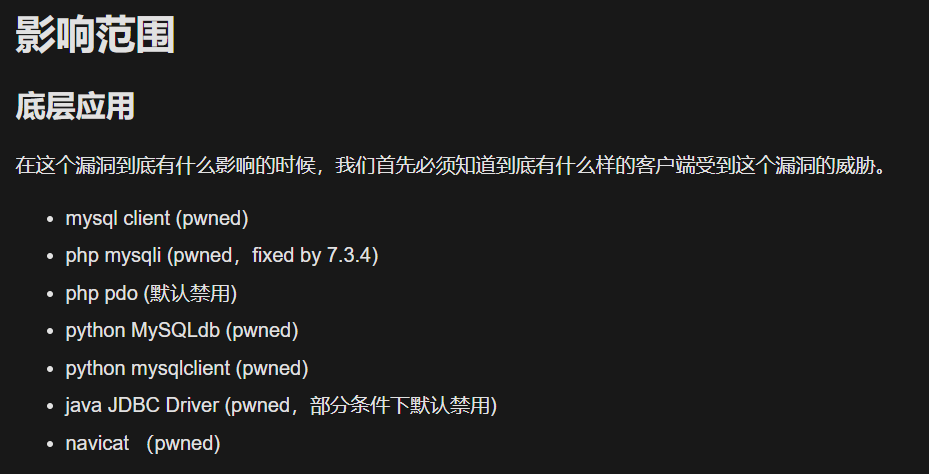 影响范围
底层应用
在这个漏洞到底有什么影响的时候，我们首先必须知道到底有什么样的客户端受到这个漏洞的威胁。
• mysql client (pwned)
• php mysqli (pwned，fixed by 7.3.4)
• php pdo (默认禁用)
• python MySQLdb (pwned)
• python mysqlclient (pwned)
• java JDBC Driver (pwned，部分条件下默认禁用)
• navicat （pwned)